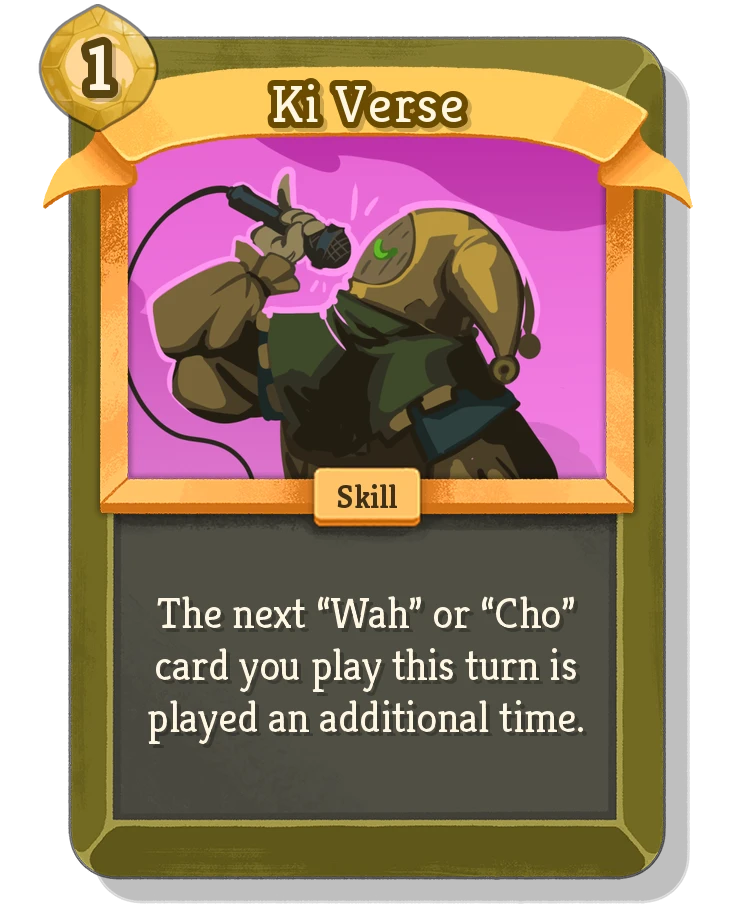 1
Ki Verse
Skill
The next “Wah” or “Cho”
card you play this turn is
played an additional time.